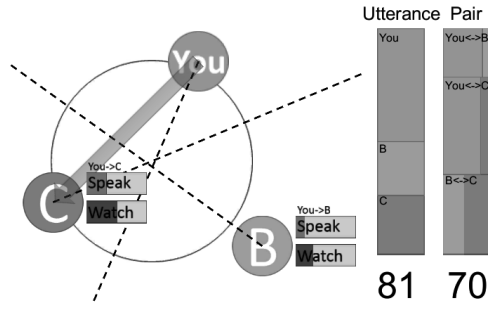 Utterance Pair
You
You
You<->B
You<->C
You->C
Speak
Watch
C
B
C
B<->C
You->B
Speak
Watch
B
81
70